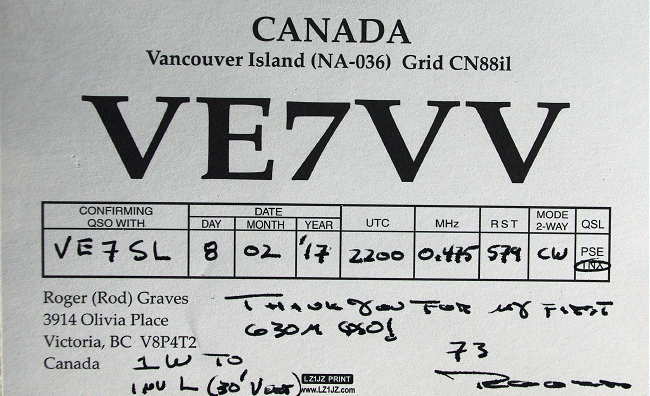 CANADA
Vancouver Island (NA-036) Grid CN88il
VE7VV
CONFIRMING QSO WITH DATE DAY MONTH YEAR UTC MHz RST MODE 2-WAY QSL
VE7SL 8 02 '17 2200 0.475 579 CW PSE TNX
Roger (Rod) Graves
3914 Olivia Place
Victoria, BC V8P4T2
Canada
THANK YOU FOR MY FIRST
630M QSO!
73
1W TO
INV L (30' Vert)
LZ1JZ PRINT
www.LZ1JZ.com